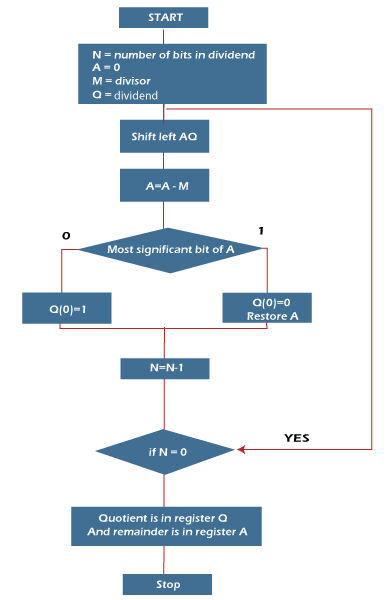 START
N = number of bits in dividend
A = 0
M = divisor
Q = dividend
Shift left AQ
A=A - M
0
1
Most significant bit of A
Q(0)=1
Q(0)=0
Restore A
N=N-1
YES
if N = 0
Quotient is in register Q
And remainder is in register A
Stop